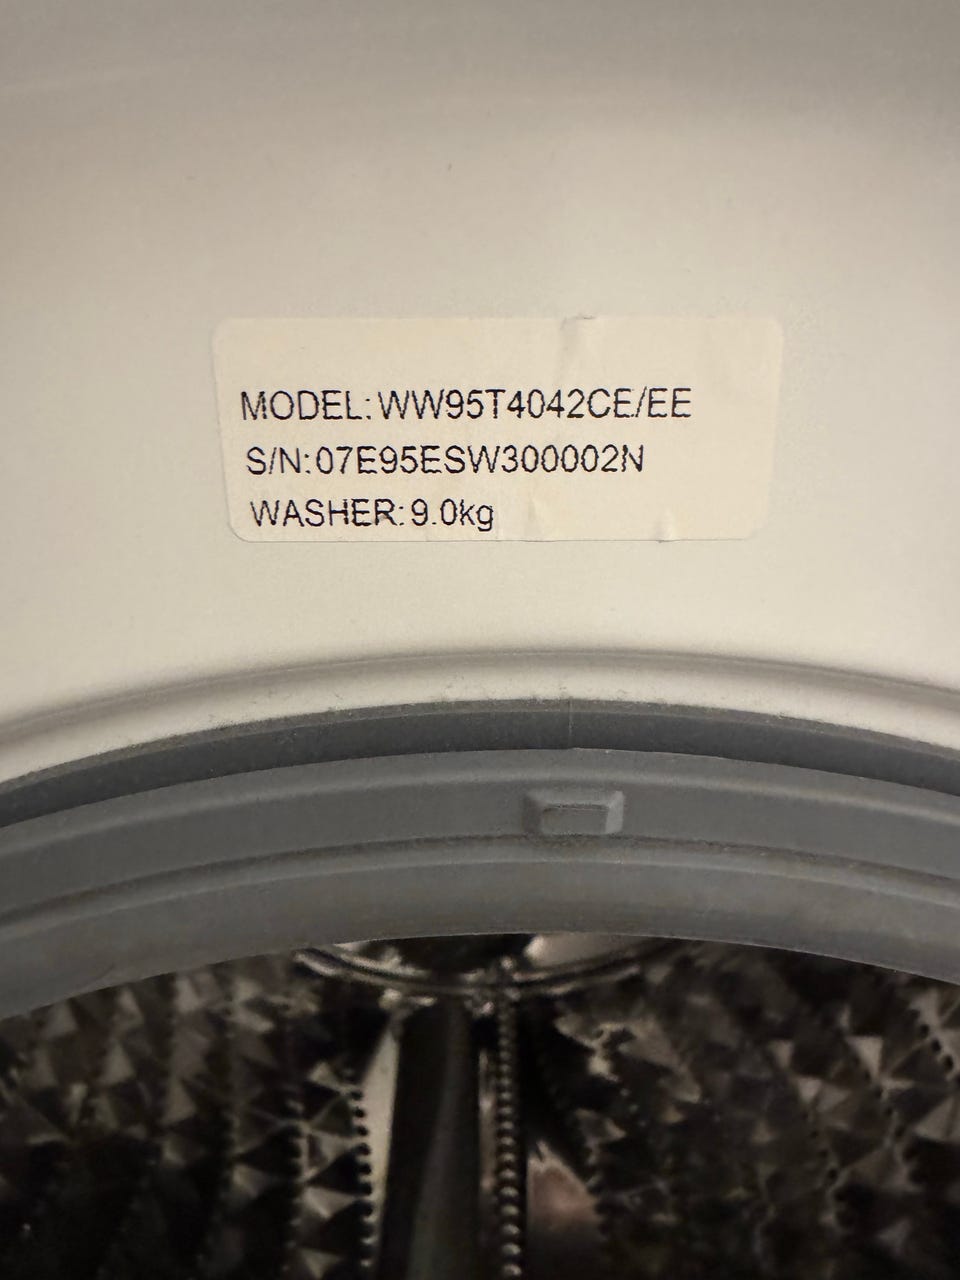 MODEL:WW95T4042CE/EE
S/N:07E95ESW300002N
WASHER:9.0kg